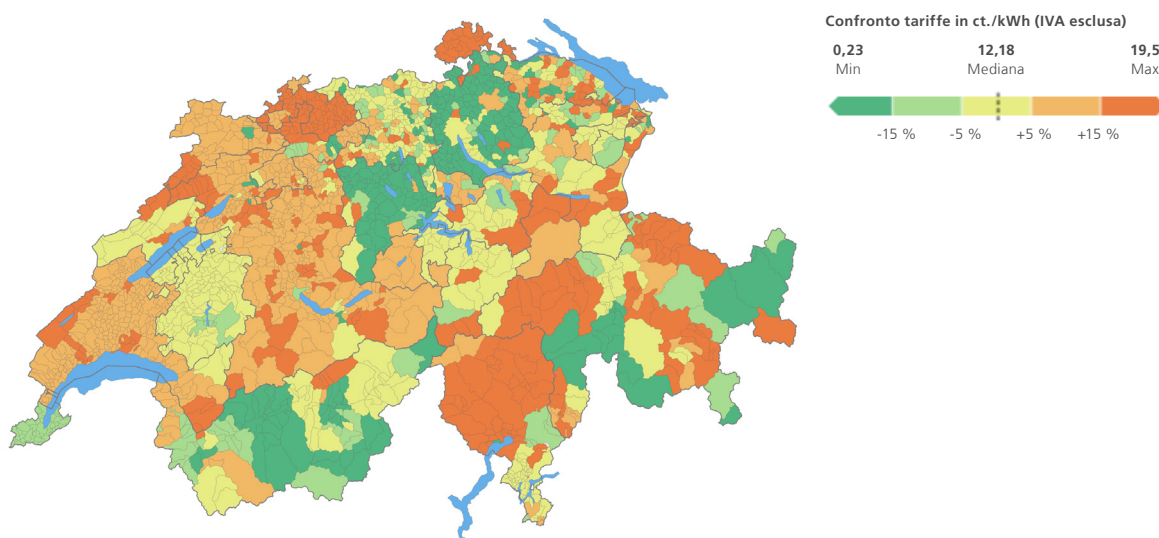 Confronto tariffe in ct./kWh (IVA esclusa)
0,23 12,18 19,5
Min Mediana Max
-15 % -5 % +5 % +15 %